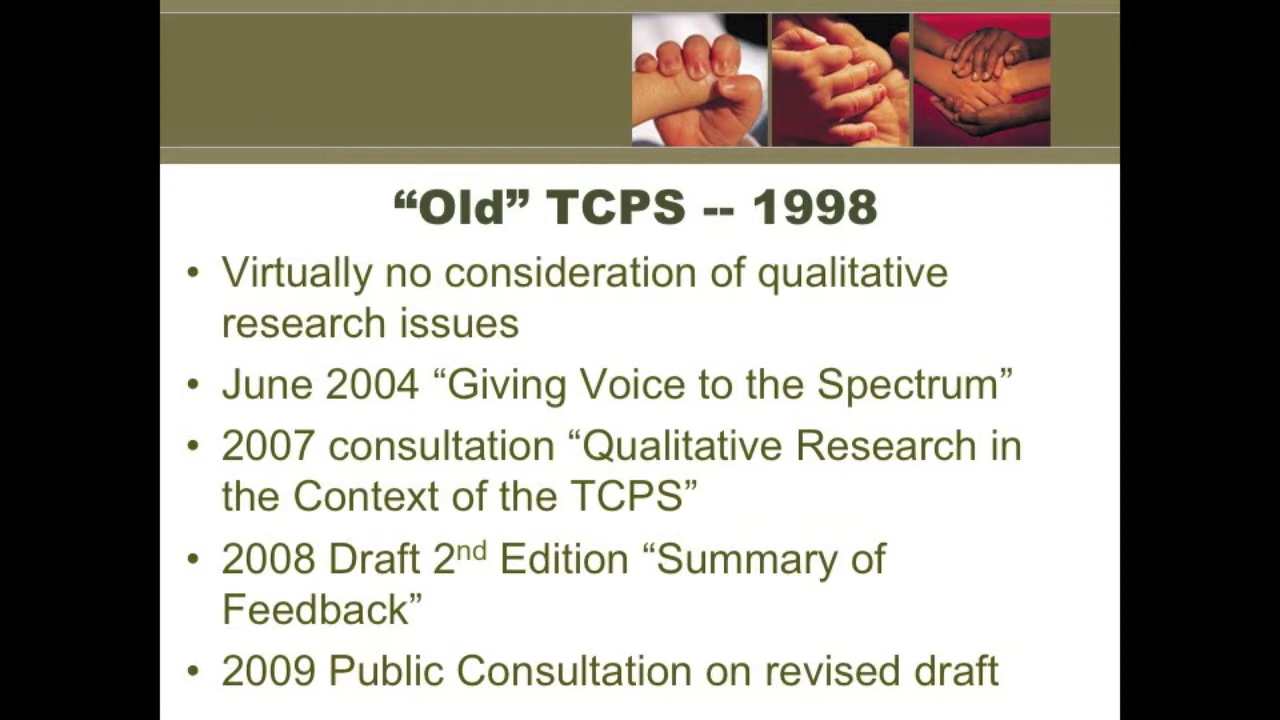 “Old” TCPS -- 1998
• Virtually no consideration of qualitative
research issues
• June 2004 “Giving Voice to the Spectrum”
• 2007 consultation “Qualitative Research in
the Context of the TCPS”
• 2008 Draft 2nd Edition “Summary of
Feedback”
• 2009 Public Consultation on revised draft